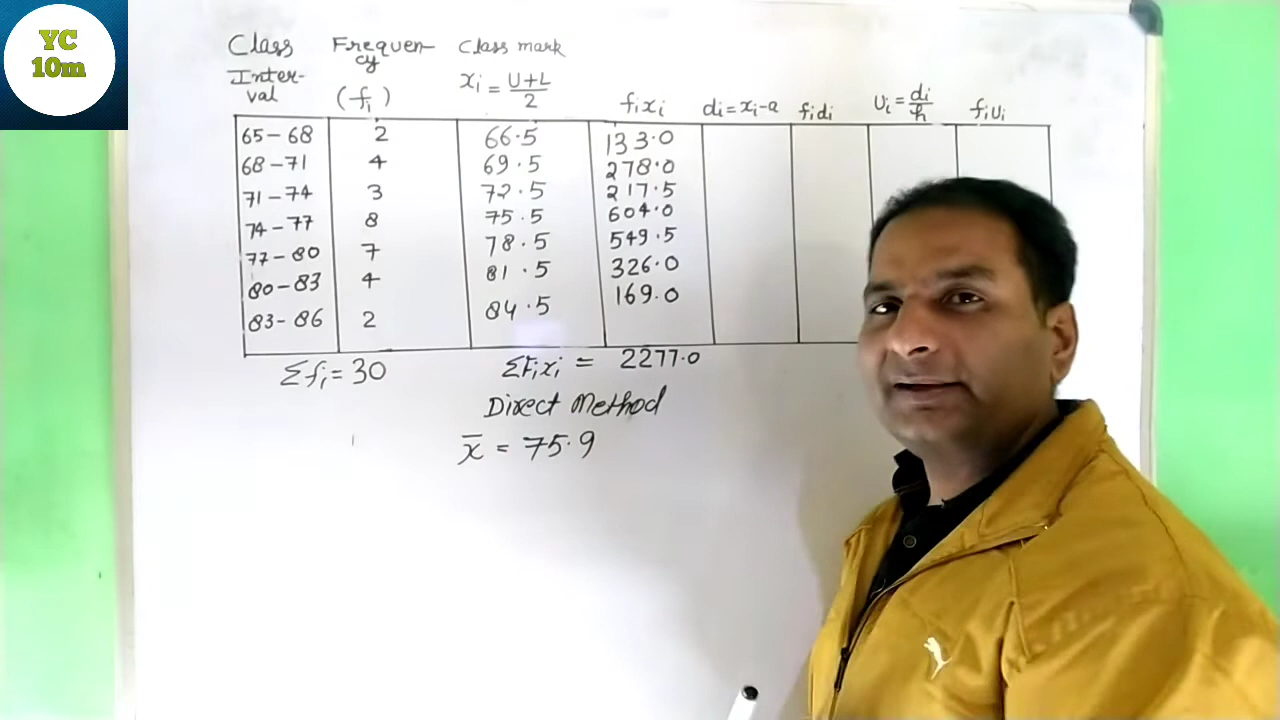 YC
10m
Class Frequen- Class mark
Inter- cy xi = U+L/2
val (fi) fixi di=xi-a fidi Ui=di/h fiUi
65-68 2 66.5 133.0
68-71 4 69.5 278.0
71-74 3 72.5 217.5
74-77 8 75.5 604.0
77-80 7 78.5 549.5
80-83 4 81.5 326.0
83-86 2 84.5 169.0
Σfi = 30 ΣFixi = 2277.0
Direct Method
x̄ = 75.9